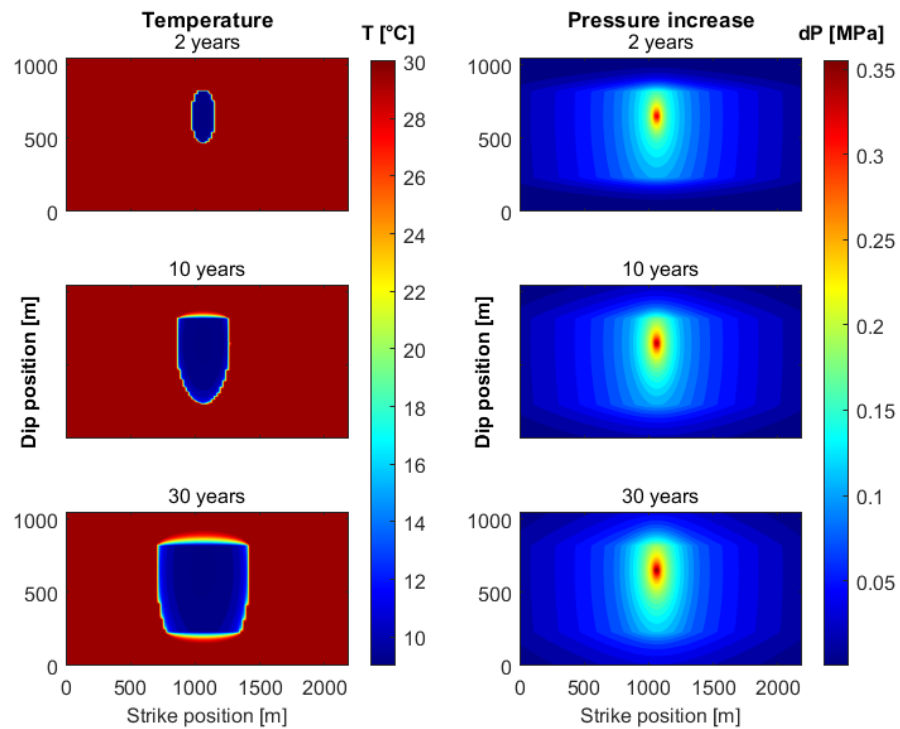 Temperature
2 years
T [°C]
1000
500
0
30
28
26
24
22
20
18
16
14
12
10
10 years
Dip position [m]
30 years
1000
500
0
0
500
1000
1500
2000
Strike position [m]
Pressure increase
2 years
dP [MPa]
1000
500
0
0.35
0.3
0.25
0.2
0.15
0.1
0.05
10 years
Dip position [m]
30 years
1000
500
0
0
500
1000
1500
2000
Strike position [m]